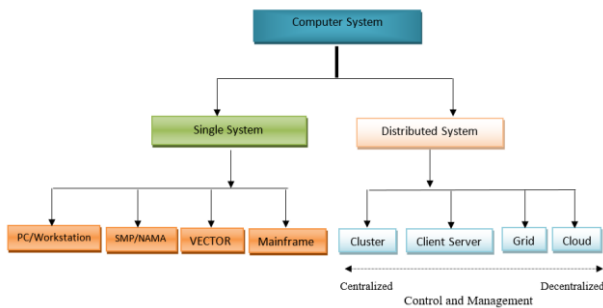 Computer System
Single System
Distributed System
PC/Workstation
SMP/NAMA
VECTOR
Mainframe
Cluster
Client Server
Grid
Cloud
Centralized
Decentralized
Control and Management